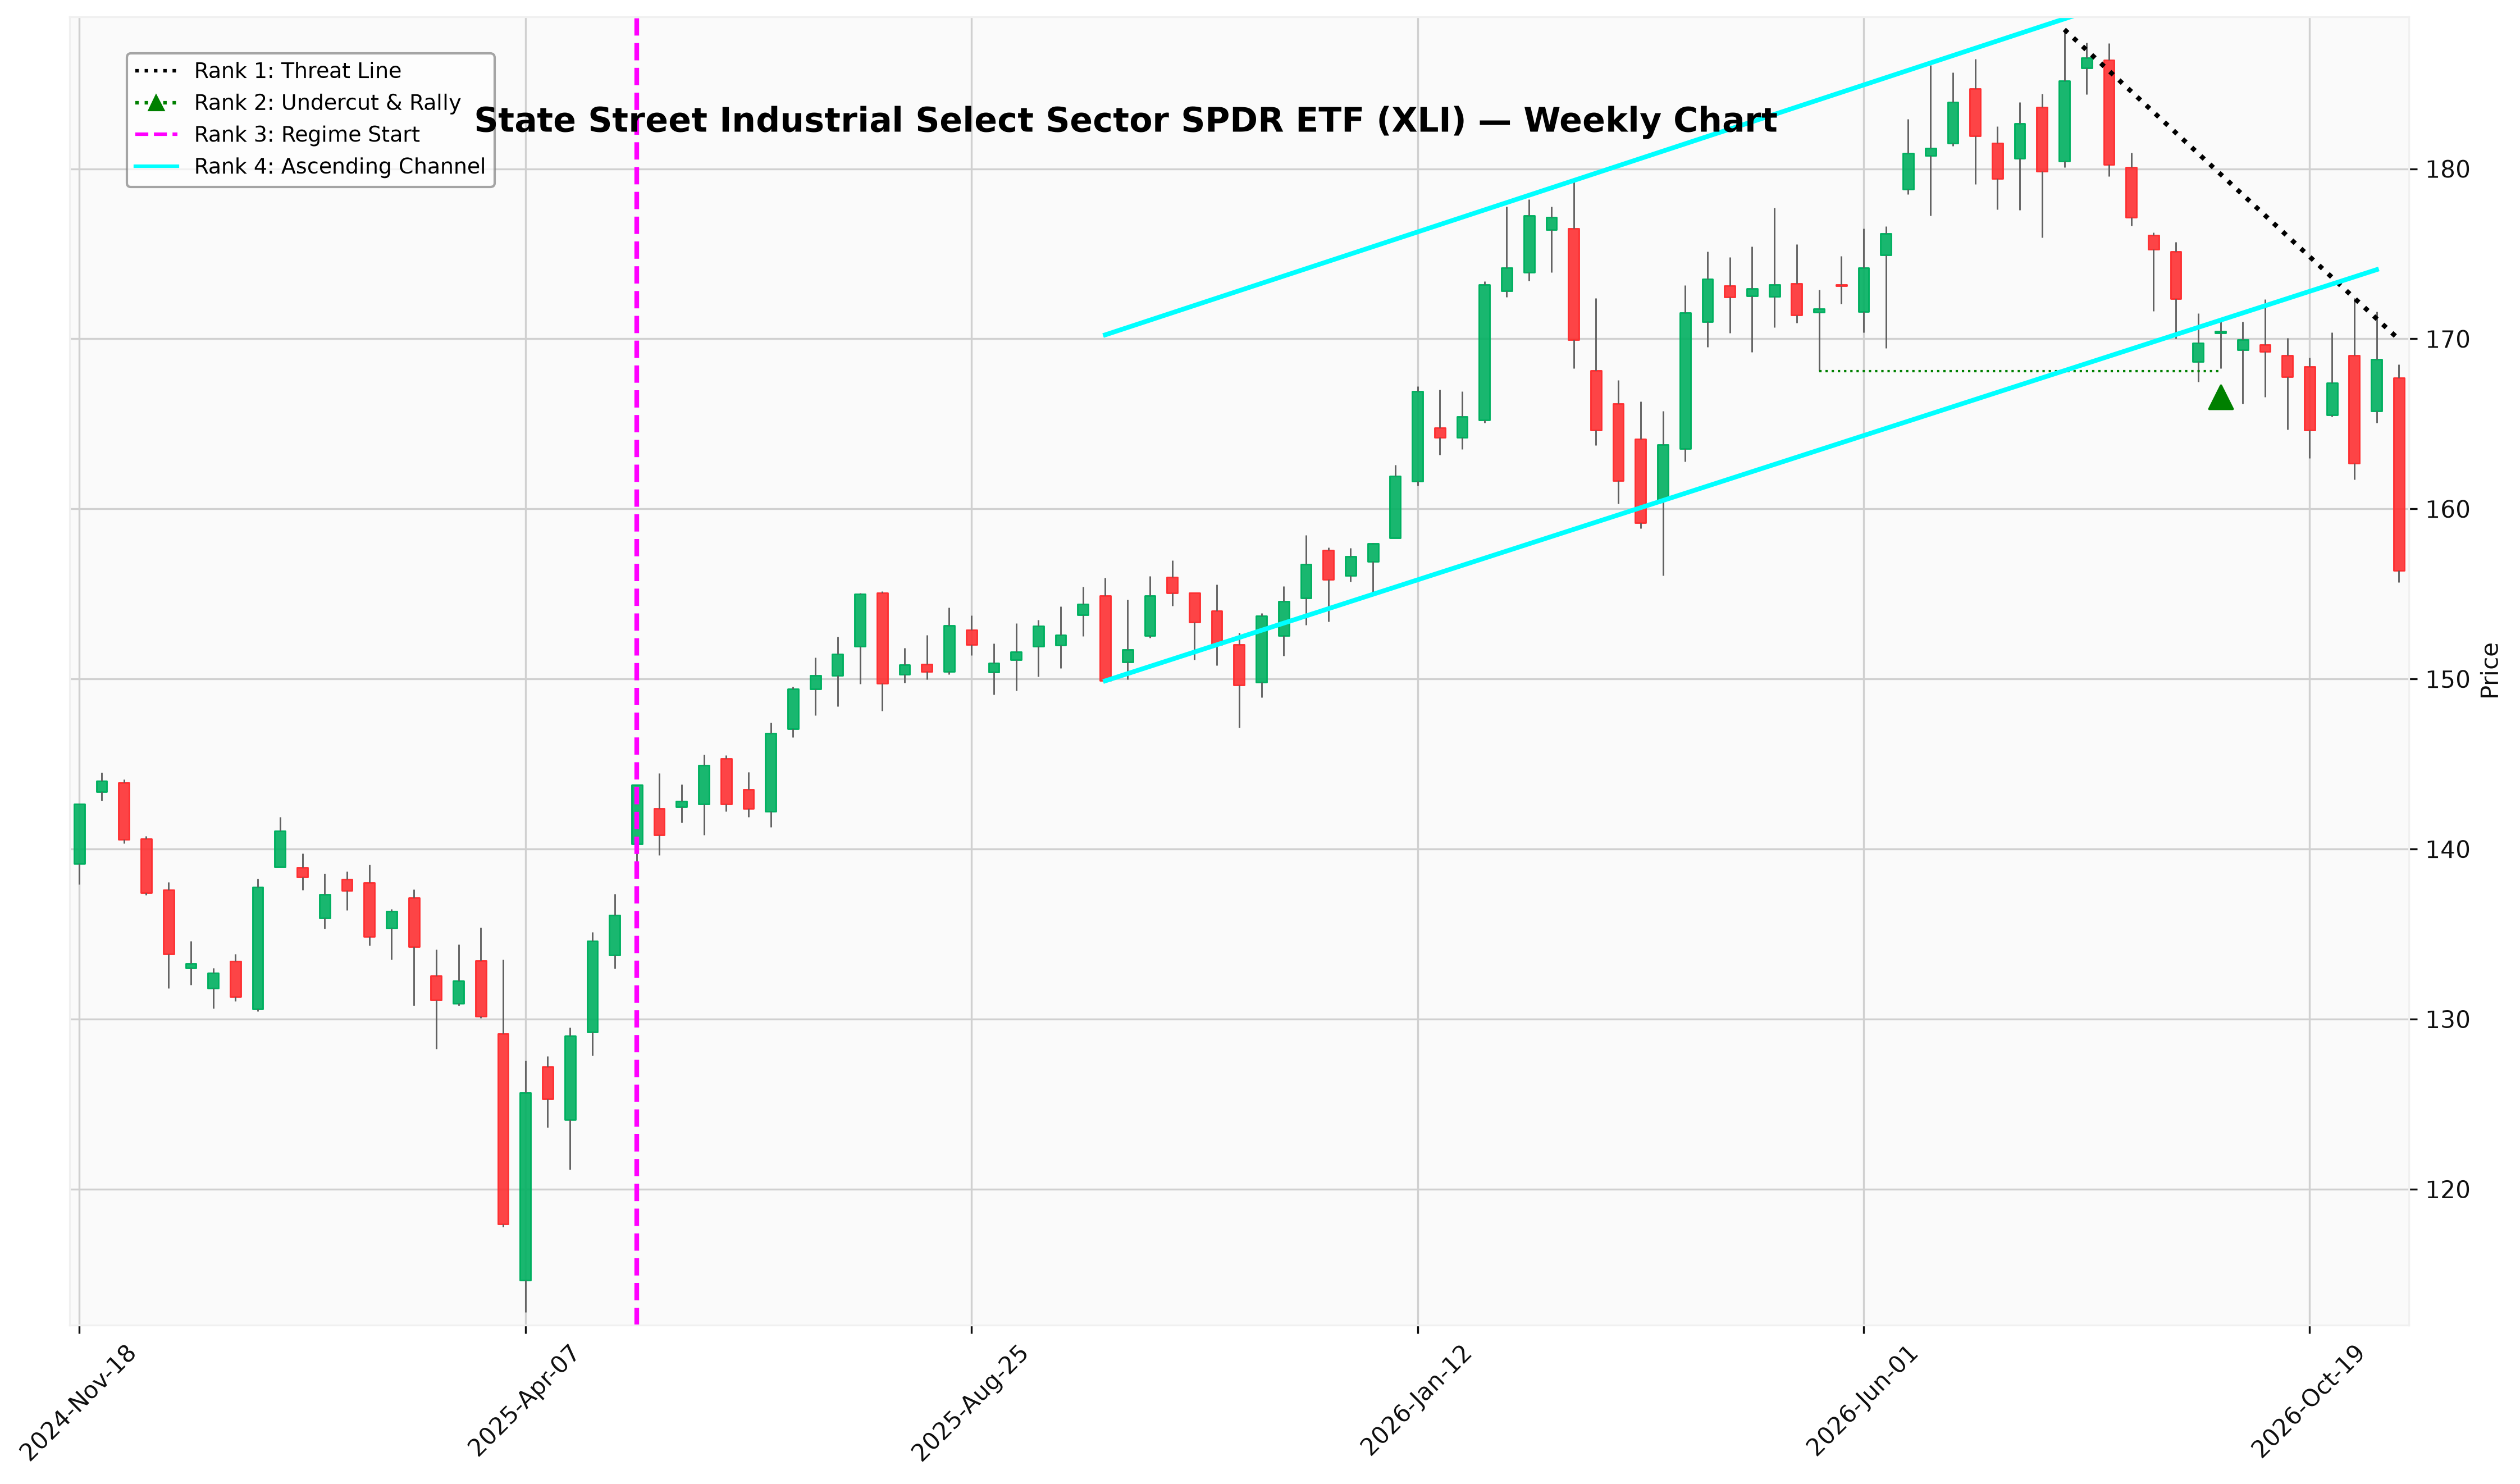 State Street Industrial Select Sector SPDR ETF (XLI) — Weekly Chart
Rank 1: Threat Line
Rank 2: Undercut & Rally
Rank 3: Regime Start
Rank 4: Ascending Channel
180
170
160
150
140
130
120
Price
2024-Nov-18
2025-Apr-07
2025-Aug-25
2026-Jan-12
2026-Jun-01
2026-Oct-19